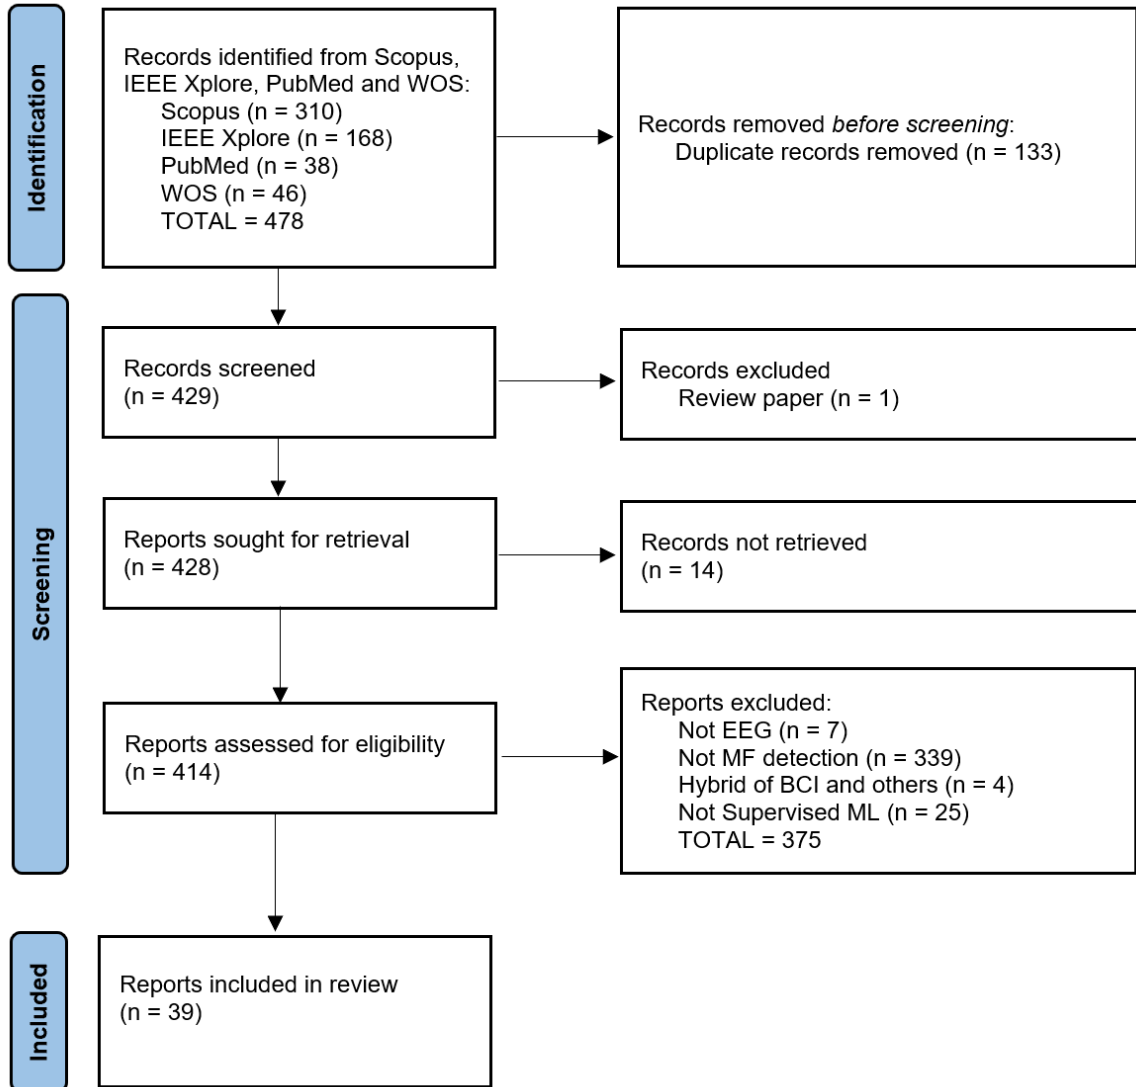 Identification
Records identified from Scopus,
IEEE Xplore, PubMed and WOS:
Scopus (n = 310)
IEEE Xplore (n = 168)
PubMed (n = 38)
WOS (n = 46)
TOTAL = 478
Records removed before screening:
Duplicate records removed (n = 133)
Screening
Records screened
(n = 429)
Records excluded
Review paper (n = 1)
Reports sought for retrieval
(n = 428)
Records not retrieved
(n = 14)
Reports assessed for eligibility
(n = 414)
Reports excluded:
Not EEG (n = 7)
Not MF detection (n = 339)
Hybrid of BCI and others (n = 4)
Not Supervised ML (n = 25)
TOTAL = 375
Included
Reports included in review
(n = 39)